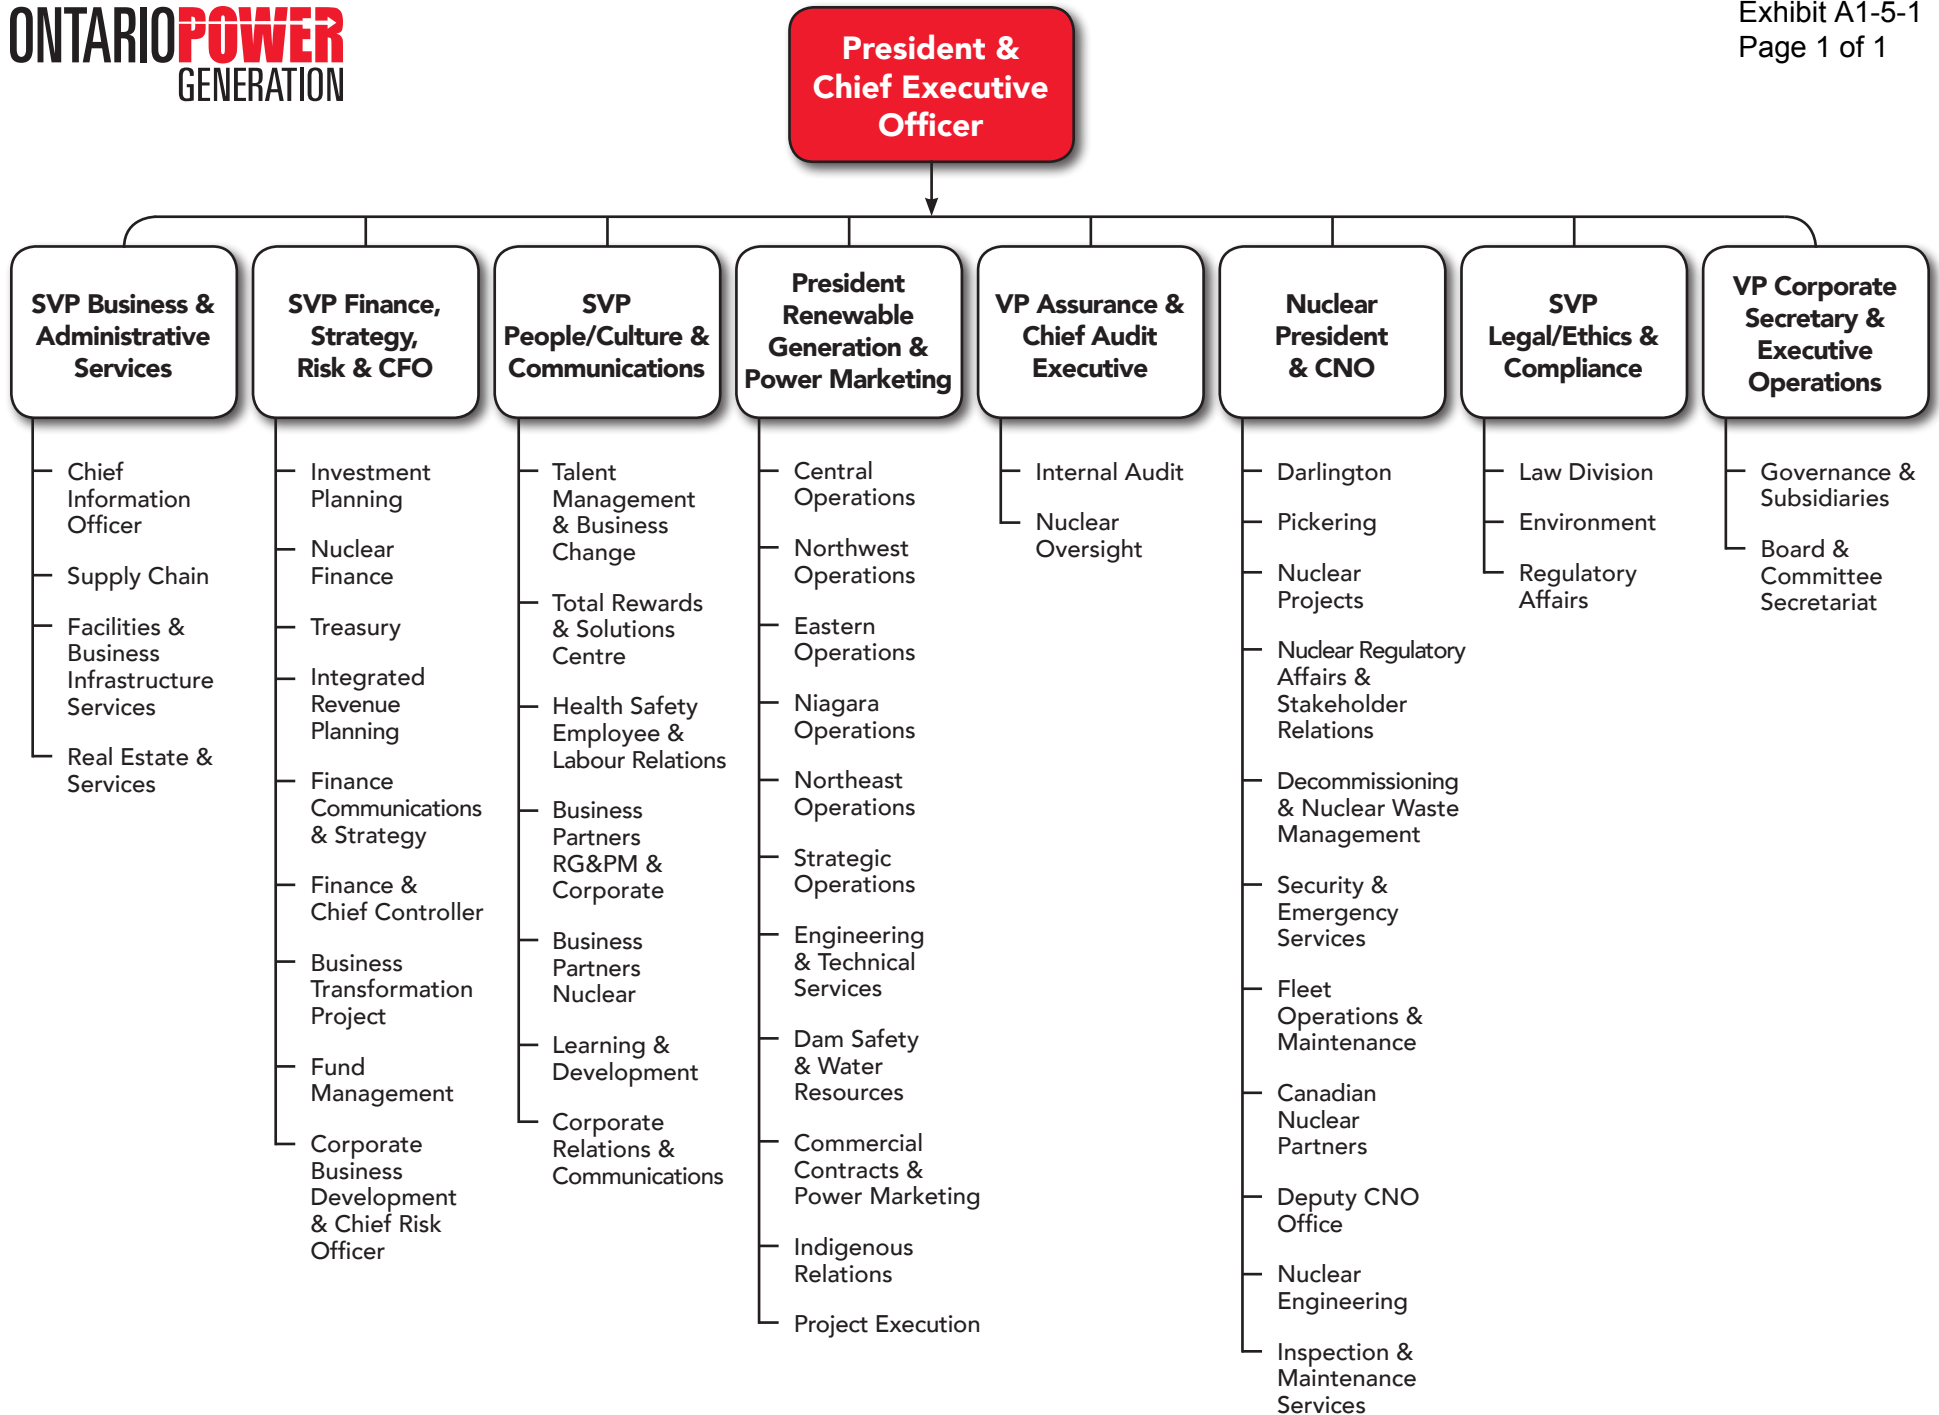 ONTARIOPOWER
GENERATION
Exhibit A1-5-1
Page 1 of 1
President &
Chief Executive
Officer
SVP Business &
Administrative
Services
Chief
Information
Officer
Supply Chain
Facilities &
Business
Infrastructure
Services
Real Estate &
Services
SVP Finance,
Strategy,
Risk & CFO
Investment
Planning
Nuclear
Finance
Treasury
Integrated
Revenue
Planning
Finance
Communications
& Strategy
Finance &
Chief Controller
Business
Transformation
Project
Fund
Management
Corporate
Business
Development
& Chief Risk
Officer
SVP
People/Culture &
Communications
Talent
Management
& Business
Change
Total Rewards
& Solutions
Centre
Health Safety
Employee &
Labour Relations
Business
Partners
RG&PM &
Corporate
Business
Partners
Nuclear
Learning &
Development
Corporate
Relations &
Communications
President
Renewable
Generation &
Power Marketing
Central
Operations
Northwest
Operations
Eastern
Operations
Niagara
Operations
Northeast
Operations
Strategic
Operations
Engineering
& Technical
Services
Dam Safety
& Water
Resources
Commercial
Contracts &
Power Marketing
Indigenous
Relations
Project Execution
VP Assurance &
Chief Audit
Executive
Internal Audit
Nuclear
Oversight
Nuclear
President
& CNO
Darlington
Pickering
Nuclear
Projects
Nuclear Regulatory
Affairs &
Stakeholder
Relations
Decommissioning
& Nuclear Waste
Management
Security &
Emergency
Services
Fleet
Operations &
Maintenance
Canadian
Nuclear
Partners
Deputy CNO
Office
Nuclear
Engineering
Inspection &
Maintenance
Services
SVP
Legal/Ethics &
Compliance
Law Division
Environment
Regulatory
Affairs
VP Corporate
Secretary &
Executive
Operations
Governance &
Subsidiaries
Board &
Committee
Secretariat